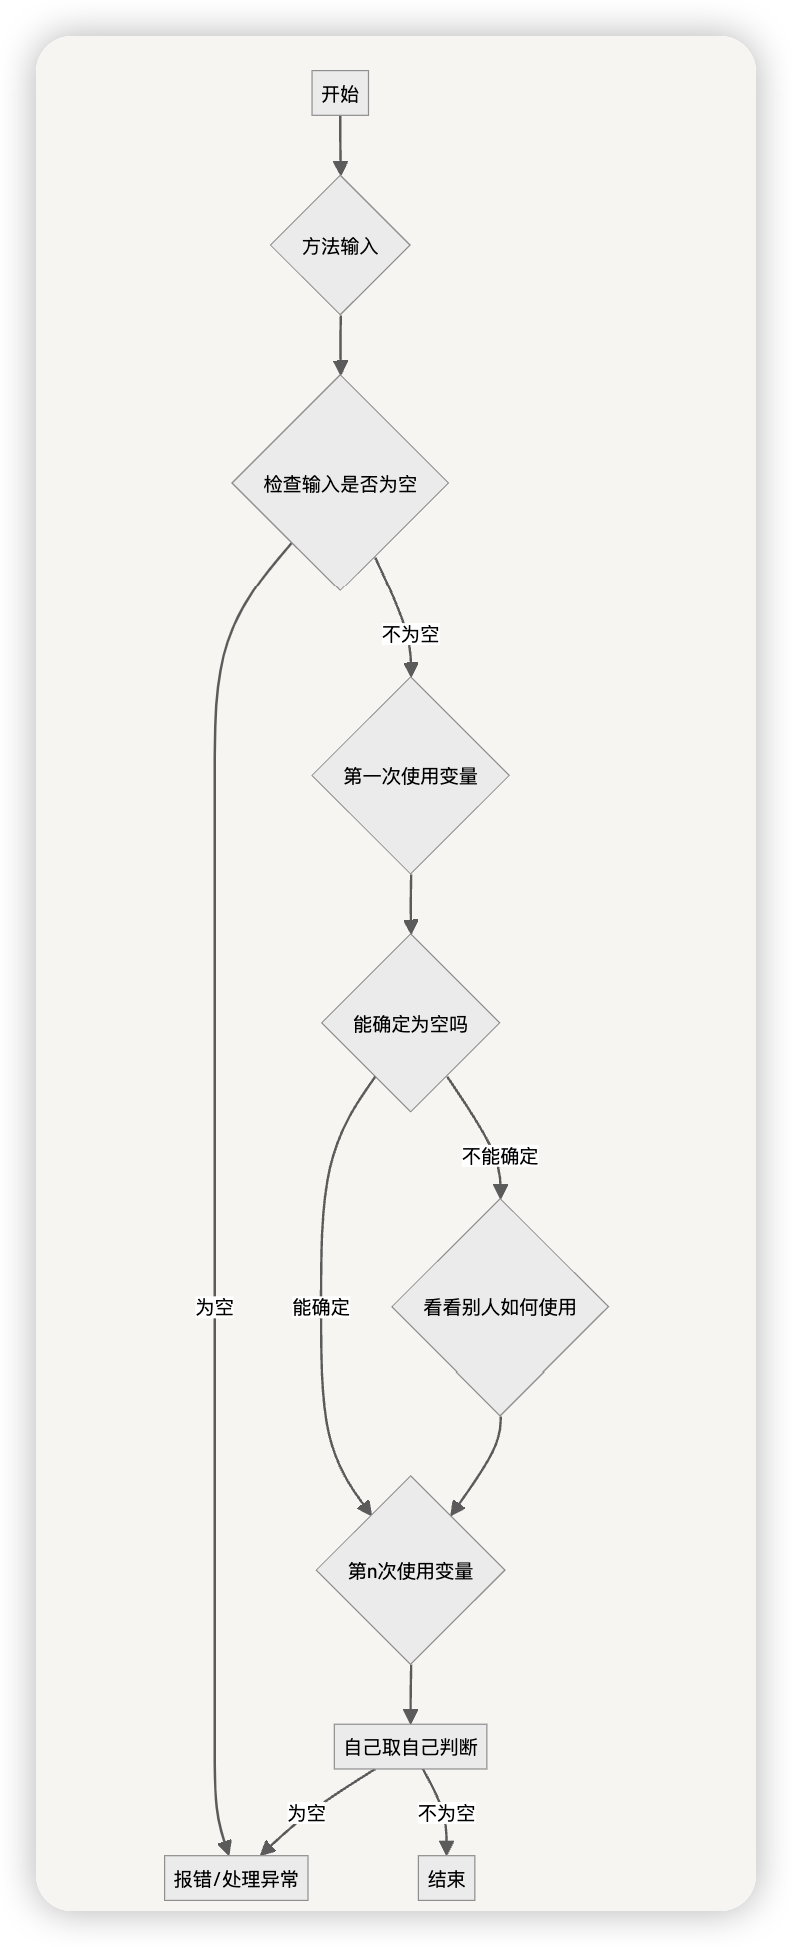 开始
方法输入
检查输入是否为空
不为空
第一次使用变量
能确定为空吗
不能确定
为空
能确定
看看别人如何使用
第n次使用变量
自己取自己判断
为空
不为空
报错/处理异常
结束